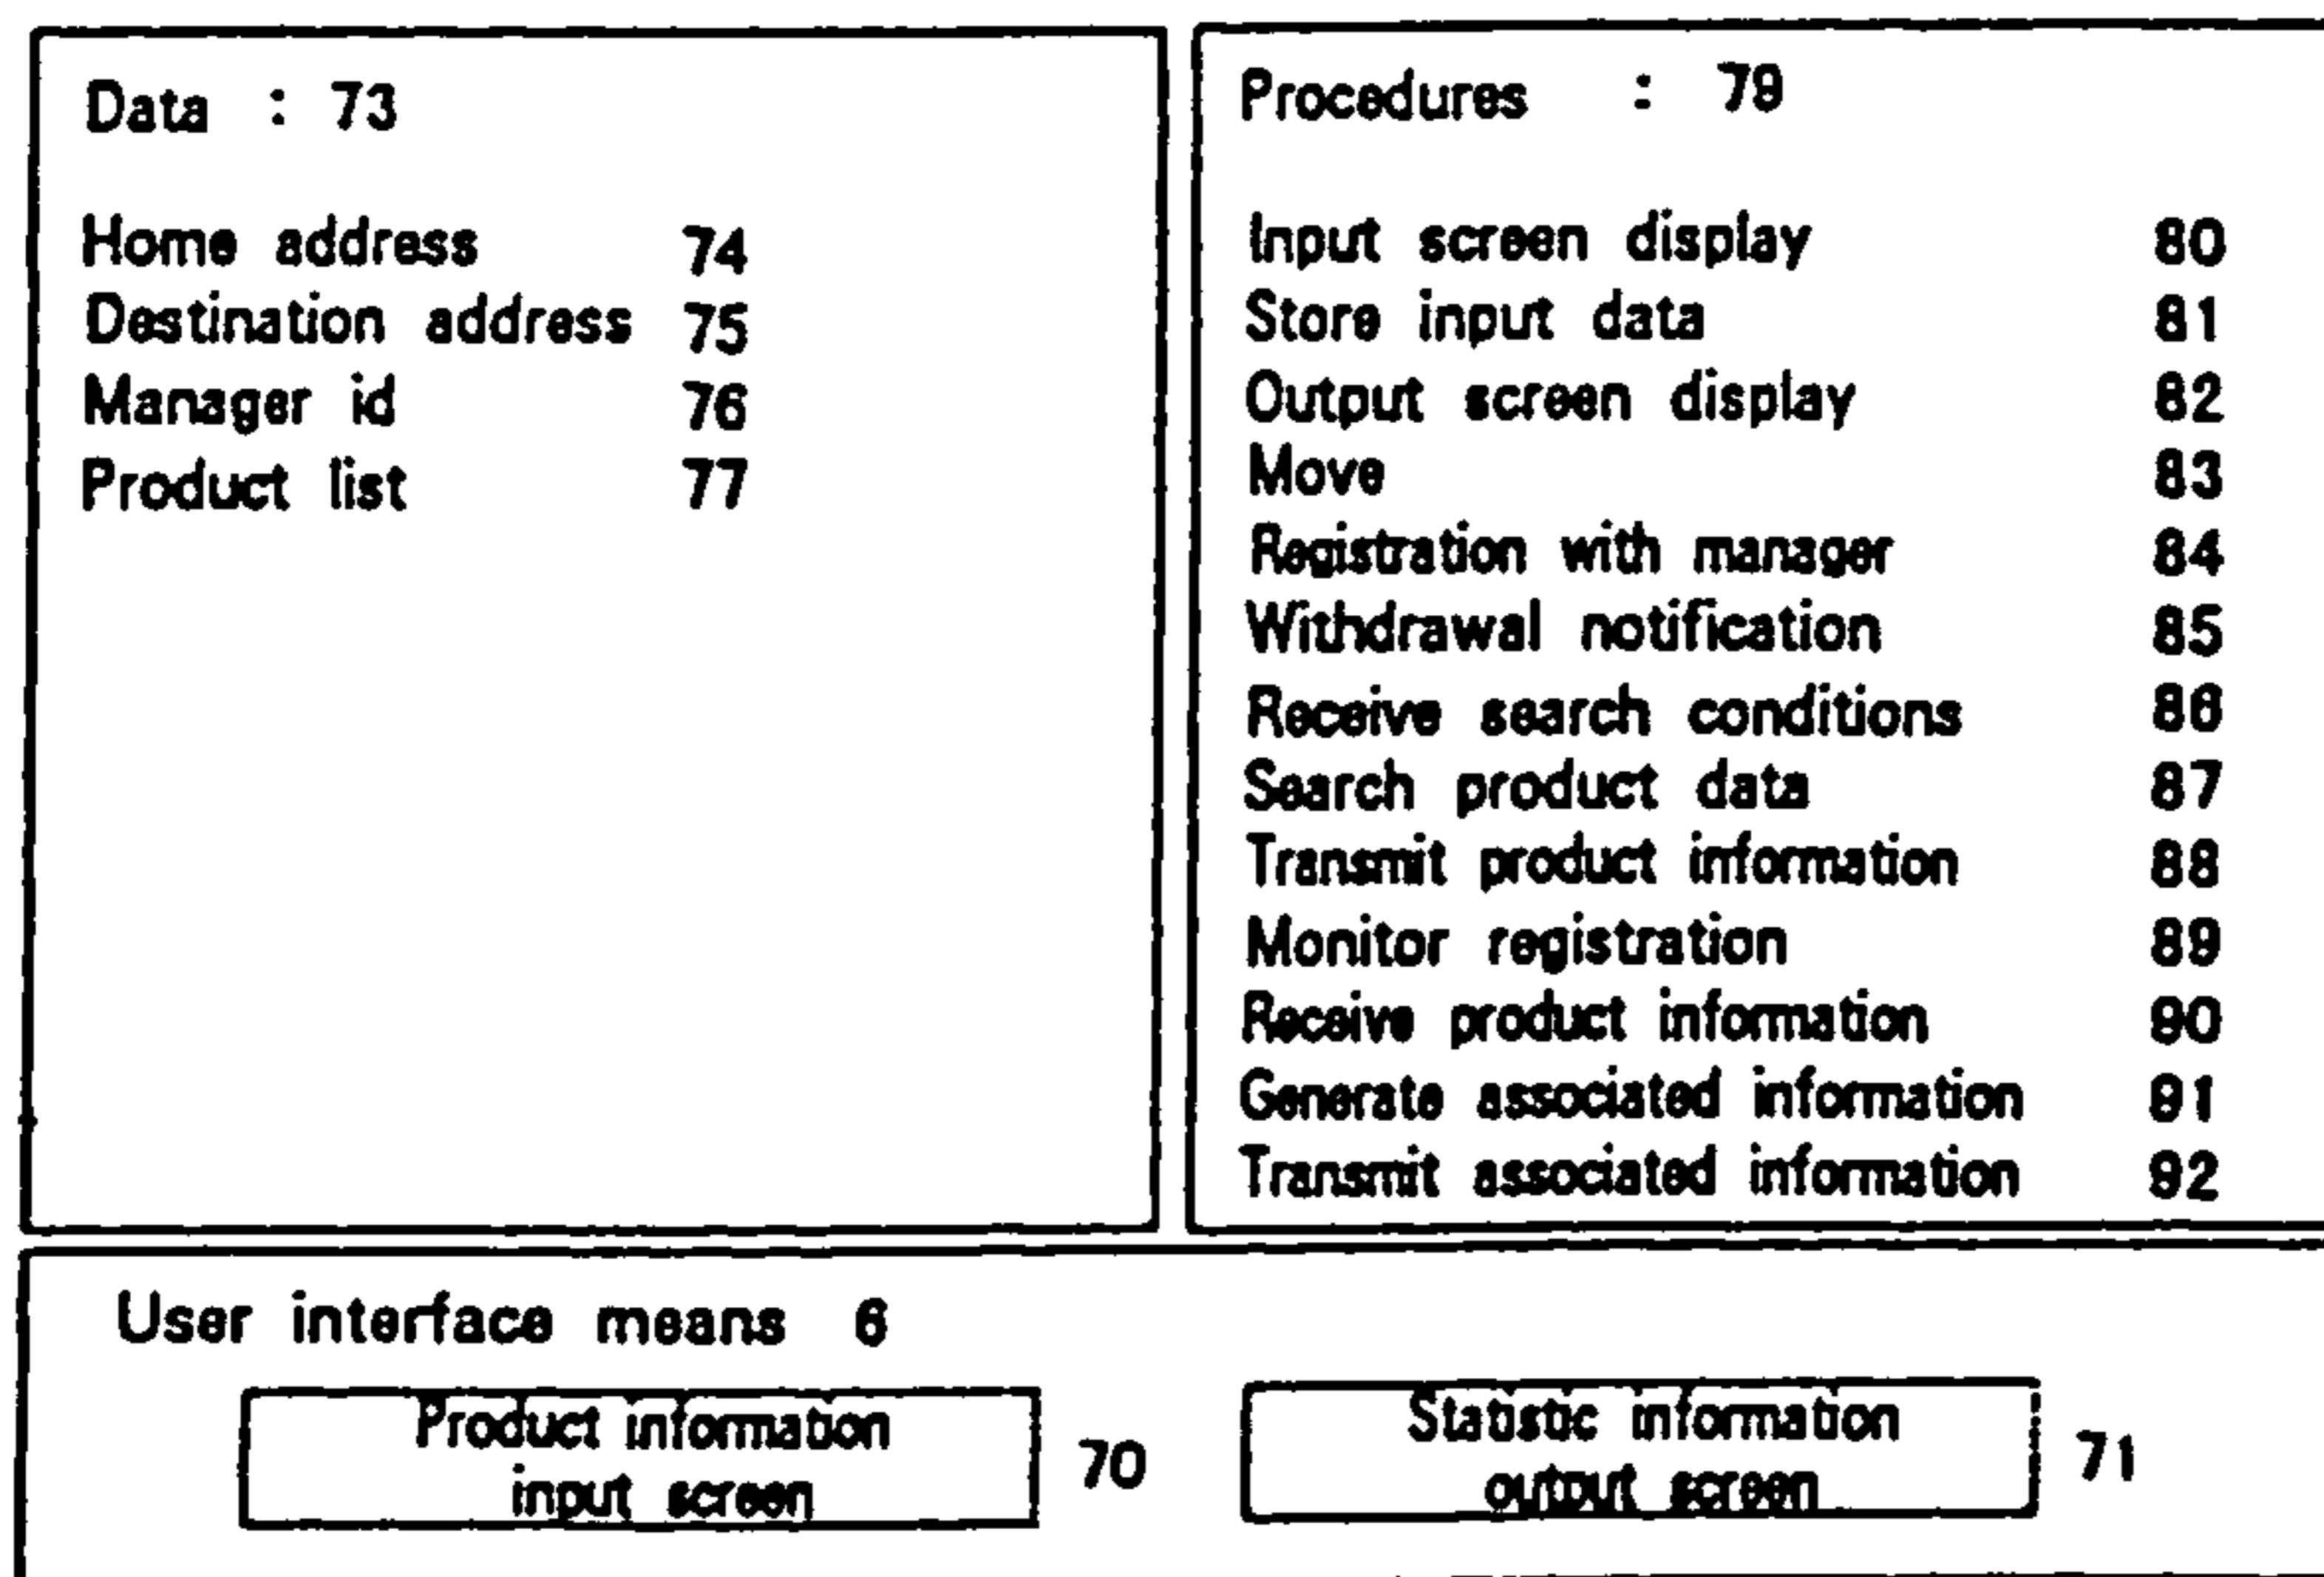 Data : 73
Home address 74
Destination address 75
Manager id 76
Product list 77
Procedures : 79
Input screen display 80
Store input data 81
Output screen display 82
Move 83
Registration with manager 84
Withdrawal notification 85
Receive search conditions 86
Search product data 87
Transmit product information 88
Monitor registration 89
Receive product information 90
Generate associated information 91
Transmit associated information 92
User interface means 6
Product information
input screen
70
Statistic information
output screen
71